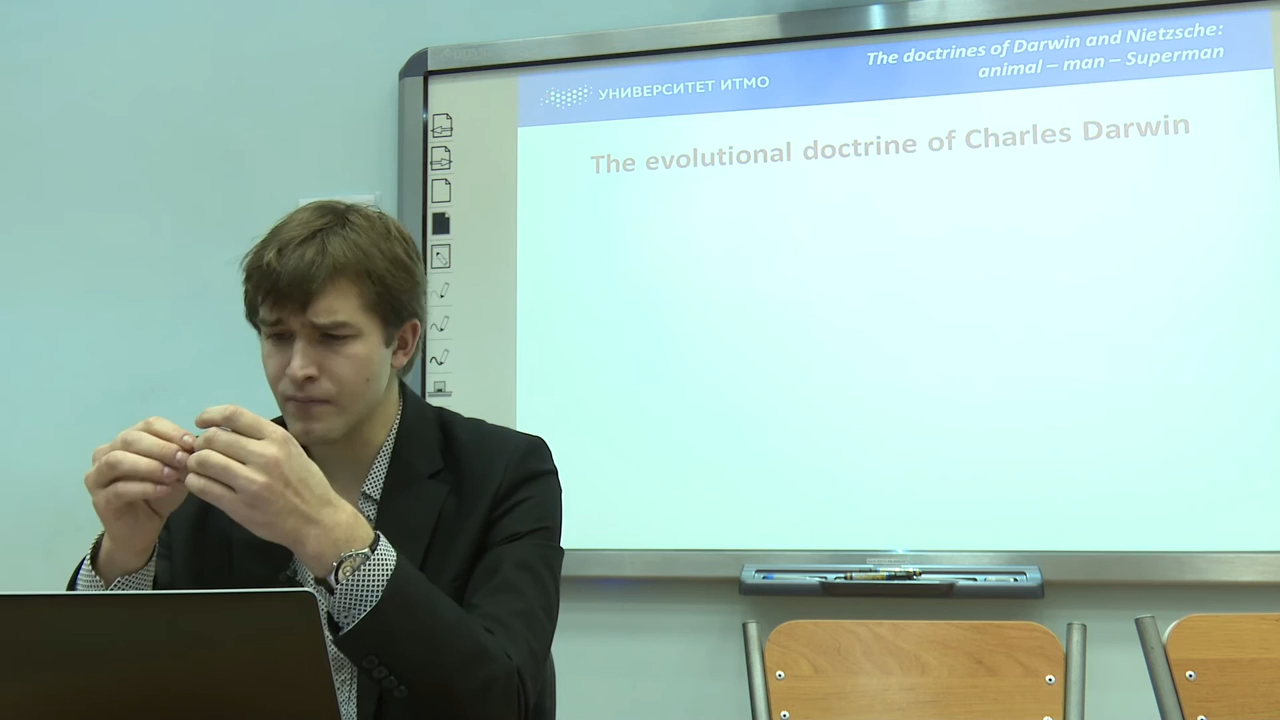 The doctrines of Darwin and Nietzsche:
animal – man – Superman
УНИВЕРСИТЕТ ИТМО
The evolutional doctrine of Charles Darwin